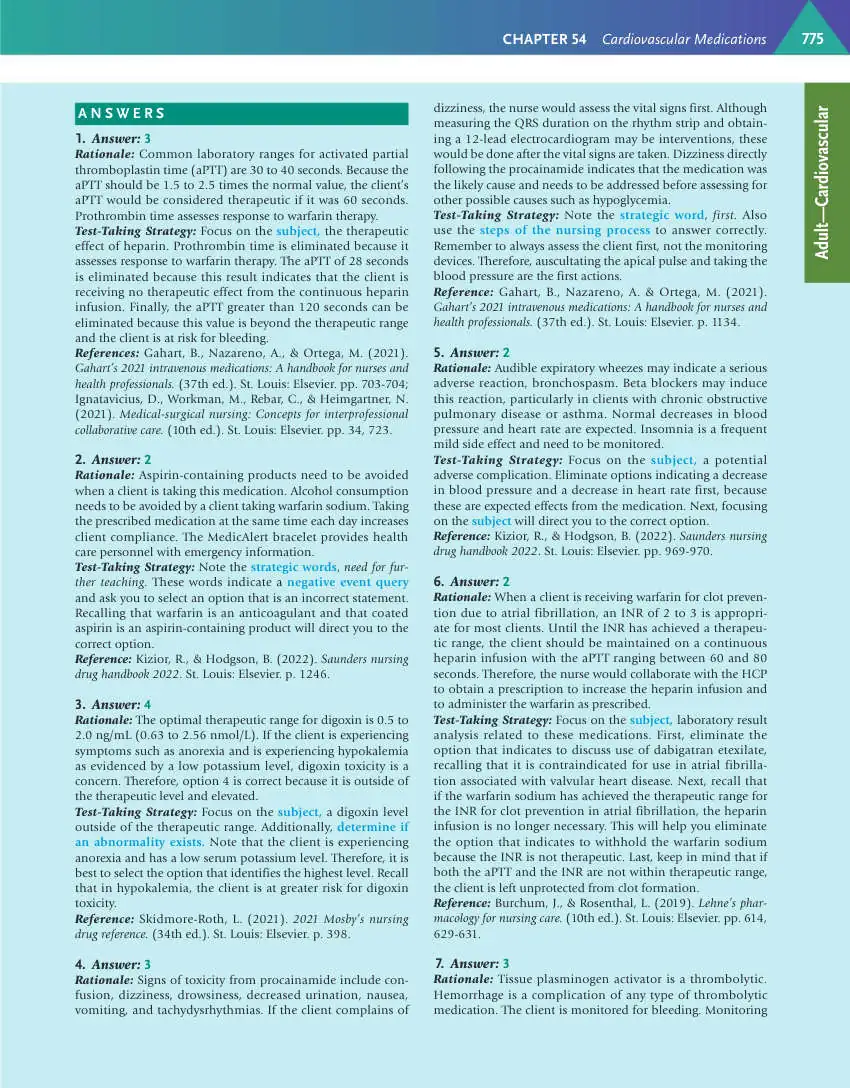 CHAPTER 54 Cardiovascular Medications 775
ANSWERS
1. Answer: 3
Rationale: Common laboratory ranges for activated partial
thromboplastin time (aPTT) are 30 to 40 seconds. Because the
aPTT should be 1.5 to 2.5 times the normal value, the client's
aPTT would be considered therapeutic if it was 60 seconds.
Prothrombin time assesses response to warfarin therapy.
Test-Taking Strategy: Focus on the subject, the therapeutic
effect of heparin. Prothrombin time is eliminated because it
assesses response to warfarin therapy. The aPTT of 28 seconds
is eliminated because this result indicates that the client is
receiving no therapeutic effect from the continuous heparin
infusion. Finally, the aPTT greater than 120 seconds can be
eliminated because this value is beyond the therapeutic range
and the client is at risk for bleeding.
References: Gahart, B., Nazareno, A., & Ortega, M. (2021).
Gahart's 2021 intravenous medications: A handbook for nurses and
health professionals. (37th ed.). St. Louis: Elsevier. pp. 703-704;
Ignatavicius, D., Workman, M., Rebar, C., & Heimgartner, N.
(2021). Medical-surgical nursing: Concepts for interprofessional
collaborative care. (10th ed.). St. Louis: Elsevier. pp. 34, 723.
2. Answer: 2
Rationale: Aspirin-containing products need to be avoided
when a client is taking this medication. Alcohol consumption
needs to be avoided by a client taking warfarin sodium. Taking
the prescribed medication at the same time each day increases
client compliance. The MedicAlert bracelet provides health
care personnel with emergency information.
Test-Taking Strategy: Note the strategic words, need for fur-
ther teaching. These words indicate a negative event query
and ask you to select an option that is an incorrect statement.
Recalling that warfarin is an anticoagulant and that coated
aspirin is an aspirin-containing product will direct you to the
correct option.
Reference: Kizior, R., & Hodgson, B. (2022). Saunders nursing
drug handbook 2022. St. Louis: Elsevier. p. 1246.
3. Answer: 4
Rationale: The optimal therapeutic range for digoxin is 0.5 to
2.0 ng/mL (0.63 to 2.56 nmol/L). If the client is experiencing
symptoms such as anorexia and is experiencing hypokalemia
as evidenced by a low potassium level, digoxin toxicity is a
concern. Therefore, option 4 is correct because it is outside of
the therapeutic level and elevated.
Test-Taking Strategy: Focus on the subject, a digoxin level
outside of the therapeutic range. Additionally, determine if
an abnormality exists. Note that the client is experiencing
anorexia and has a low serum potassium level. Therefore, it is
best to select the option that identifies the highest level. Recall
that in hypokalemia, the client is at greater risk for digoxin
toxicity.
Reference: Skidmore-Roth, L. (2021). 2021 Mosby's nursing
drug reference. (34th ed.). St. Louis: Elsevier. p. 398.
4. Answer: 3
Rationale: Signs of toxicity from procainamide include con-
fusion, dizziness, drowsiness, decreased urination, nausea,
vomiting, and tachydysrhythmias. If the client complains of
dizziness, the nurse would assess the vital signs first. Although
measuring the QRS duration on the rhythm strip and obtain-
ing a 12-lead electrocardiogram may be interventions, these
would be done after the vital signs are taken. Dizziness directly
following the procainamide indicates that the medication was
the likely cause and needs to be addressed before assessing for
other possible causes such as hypoglycemia.
Test-Taking Strategy: Note the strategic word, first. Also
use the steps of the nursing process to answer correctly.
Remember to always assess the client first, not the monitoring
devices. Therefore, auscultating the apical pulse and taking the
blood pressure are the first actions.
Reference: Gahart, B., Nazareno, A. & Ortega, M. (2021).
Gahart's 2021 intravenous medications: A handbook for nurses and
health professionals. (37th ed.). St. Louis: Elsevier. p. 1134.
5. Answer: 2
Rationale: Audible expiratory wheezes may indicate a serious
adverse reaction, bronchospasm. Beta blockers may induce
this reaction, particularly in clients with chronic obstructive
pulmonary disease or asthma. Normal decreases in blood
pressure and heart rate are expected. Insomnia is a frequent
mild side effect and need to be monitored.
Test-Taking Strategy: Focus on the subject, a potential
adverse complication. Eliminate options indicating a decrease
in blood pressure and a decrease in heart rate first, because
these are expected effects from the medication. Next, focusing
on the subject will direct you to the correct option.
Reference: Kizior, R., & Hodgson, B. (2022). Saunders nursing
drug handbook 2022. St. Louis: Elsevier. pp. 969-970.
6. Answer: 2
Rationale: When a client is receiving warfarin for clot preven-
tion due to atrial fibrillation, an INR of 2 to 3 is appropri-
ate for most clients. Until the INR has achieved a therapeu-
tic range, the client should be maintained on a continuous
heparin infusion with the aPTT ranging between 60 and 80
seconds. Therefore, the nurse would collaborate with the HCP
to obtain a prescription to increase the heparin infusion and
to administer the warfarin as prescribed.
Test-Taking Strategy: Focus on the subject, laboratory result
analysis related to these medications. First, eliminate the
option that indicates to discuss use of dabigatran etexilate,
recalling that it is contraindicated for use in atrial fibrilla-
tion associated with valvular heart disease. Next, recall that
if the warfarin sodium has achieved the therapeutic range for
the INR for clot prevention in atrial fibrillation, the heparin
infusion is no longer necessary. This will help you eliminate
the option that indicates to withhold the warfarin sodium
because the INR is not therapeutic. Last, keep in mind that if
both the aPTT and the INR are not within therapeutic range,
the client is left unprotected from clot formation.
Reference: Burchum, J., & Rosenthal, L. (2019). Lehne's phar-
macology for nursing care. (10th ed.). St. Louis: Elsevier. pp. 614,
629-631.
7. Answer: 3
Rationale: Tissue plasminogen activator is a thrombolytic.
Hemorrhage is a complication of any type of thrombolytic
medication. The client is monitored for bleeding. Monitoring
Adult—Cardiovascular